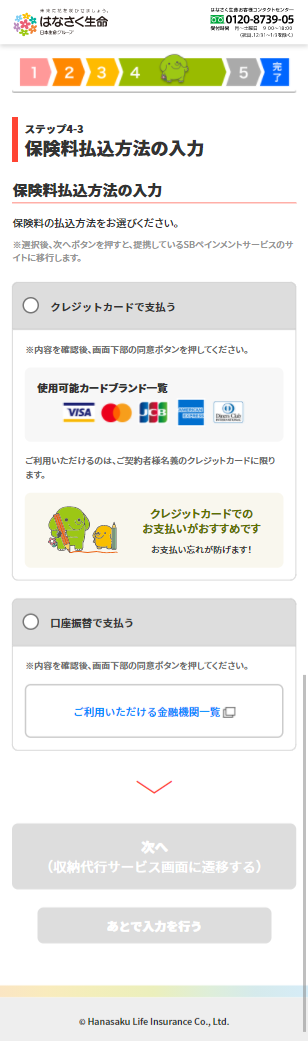 未来に花を咲かせましょう。
はなさく生命
日本生命グループ
はなさく生命お客様コンタクトセンター
0120-8739-05
受付時間 月〜土曜日 9:00〜18:00
(祝日、12/31〜1/3を除く)
1 2 3 4 5 完了
ステップ4-3
保険料払込方法の入力
保険料払込方法の入力
保険料の払込方法をお選びください。
※選択後、次へボタンを押すと、提携しているSBペイメントサービスのサ
イトに移行します。
クレジットカードで支払う
※内容を確認後、画面下部の同意ボタンを押してください。
使用可能カードブランド一覧
VISA mastercard JCB AMERICAN EXPRESS Diners Club INTERNATIONAL
ご利用いただけるのは、ご契約者様名義のクレジットカードに限り
ます。
クレジットカードでの
お支払いがおすすめです
お支払い忘れが防げます！
口座振替で支払う
※内容を確認後、画面下部の同意ボタンを押してください。
ご利用いただける金融機関一覧
次へ
（収納代行サービス画面に遷移する）
あとで入力を行う
© Hanasaku Life Insurance Co., Ltd.